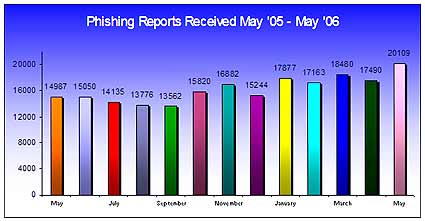 Phishing Reports Received May '05 - May '06
20000
16000
12000
8000
4000
0
14987
15050
14135
13776
13562
15820
16882
15244
17877
17163
18480
17490
20109
May
July
September
November
January
March
May